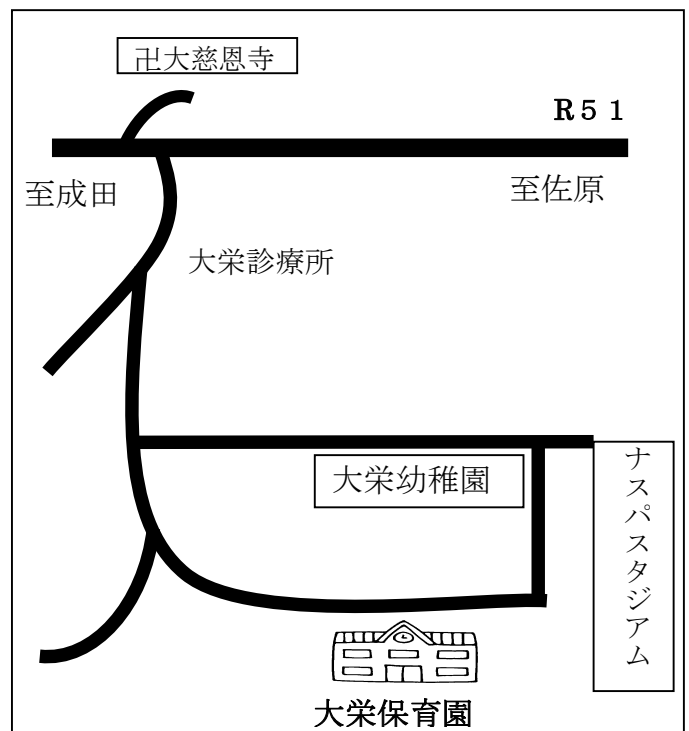 卍大慈恩寺
R51
至成田
至佐原
大栄診療所
大栄幼稚園
ナスパスタジアム
大栄保育園